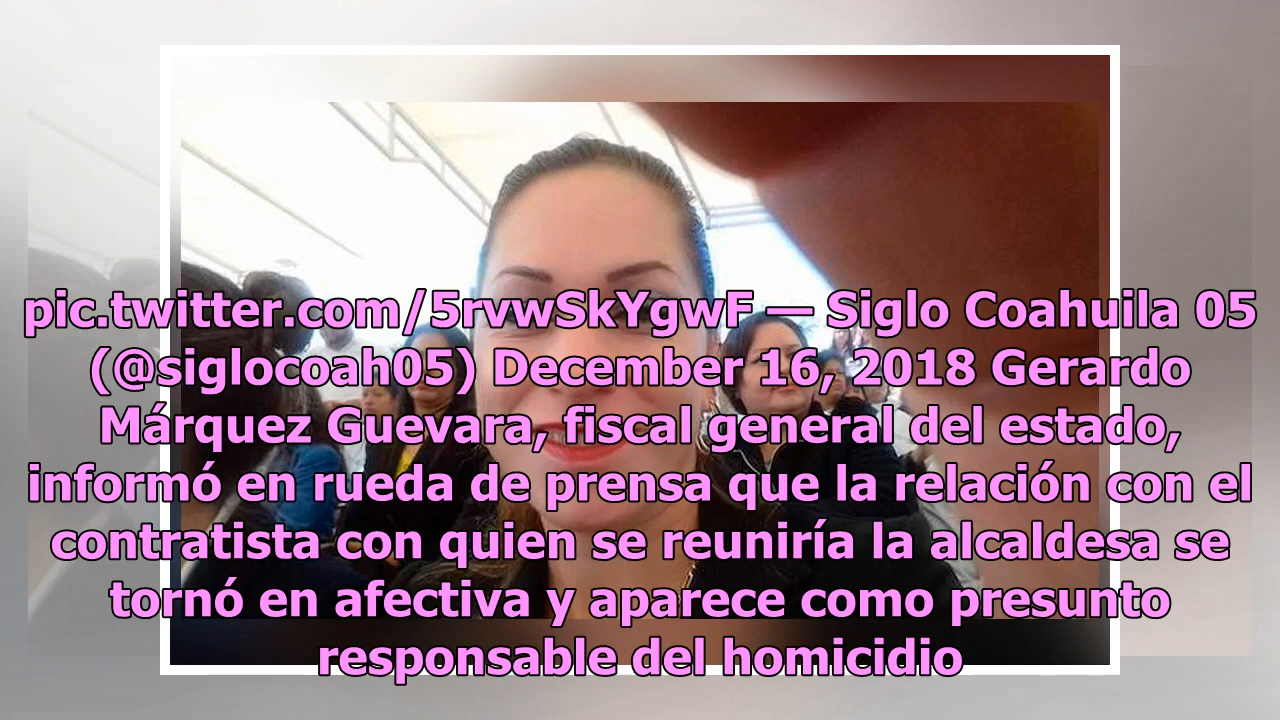 pic.twitter.com/5rvwSkYgwF — Siglo Coahuila 05
(@siglocoah05) December 16, 2018 Gerardo
Márquez Guevara, fiscal general del estado,
informó en rueda de prensa que la relación con el
contratista con quien se reuniría la alcaldesa se
tornó en afectiva y aparece como presunto
responsable del homicidio